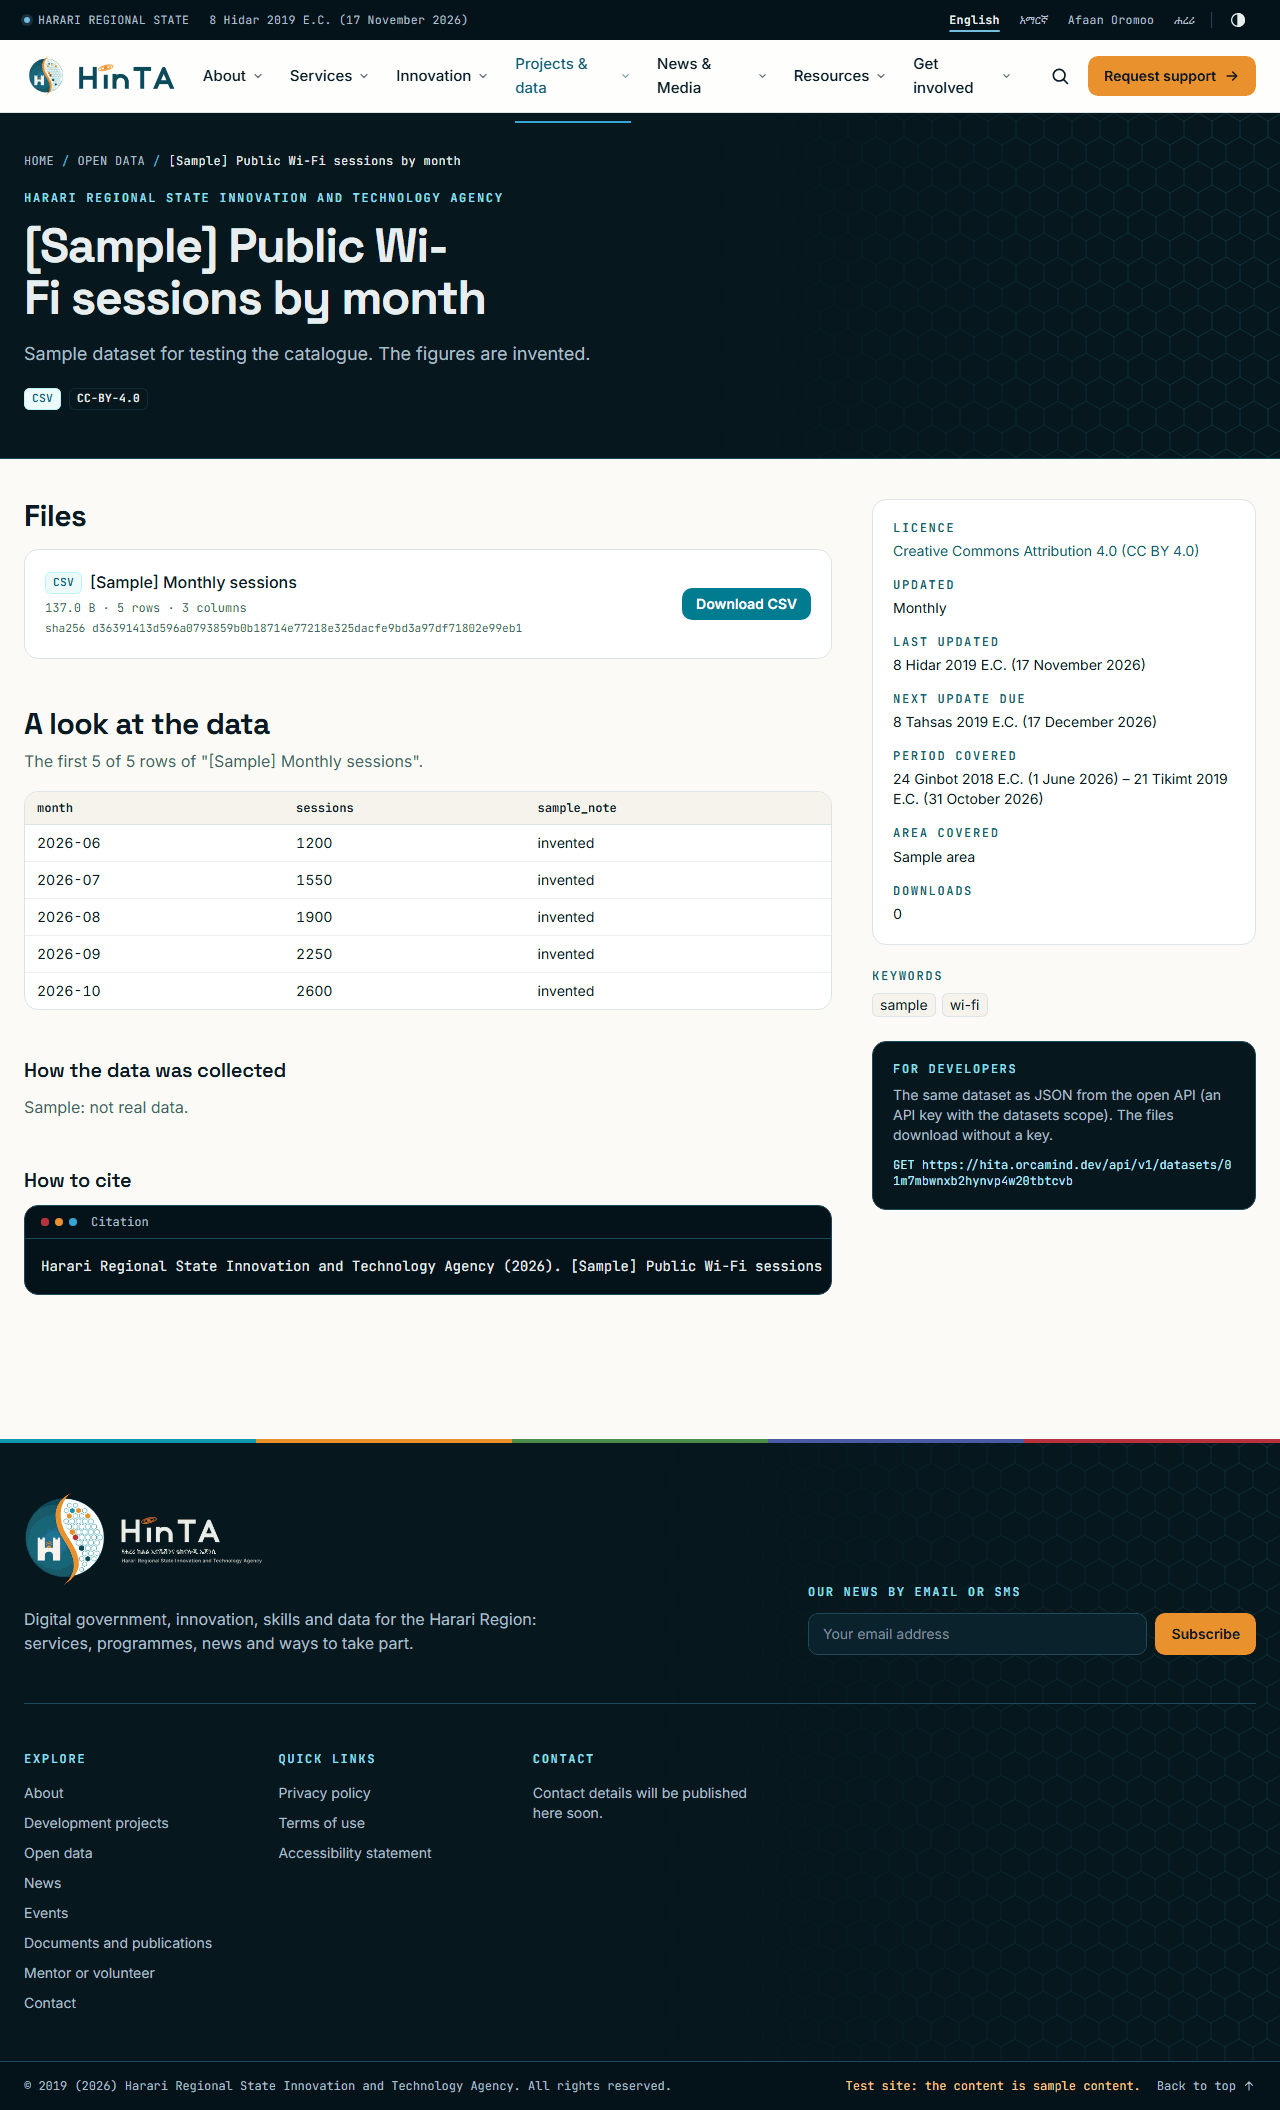 HARARI REGIONAL STATE 8 Hidar 2019 E.C. (17 November 2026)
English አማርኛ Afaan Oromoo ሐረሪ
HinTA
About Services Innovation Projects & data News & Media Resources Get involved Request support →
HOME / OPEN DATA / [Sample] Public Wi-Fi sessions by month
HARARI REGIONAL STATE INNOVATION AND TECHNOLOGY AGENCY
[Sample] Public Wi-
Fi sessions by month
Sample dataset for testing the catalogue. The figures are invented.
CSV CC-BY-4.0
Files
CSV [Sample] Monthly sessions
137.0 B · 5 rows · 3 columns
sha256 d36391413d596a0793859b0b18714e77218e325dacfe9bd3a97df71802e99eb1
Download CSV
A look at the data
The first 5 of 5 rows of "[Sample] Monthly sessions".
month sessions sample_note
2026-06 1200 invented
2026-07 1550 invented
2026-08 1900 invented
2026-09 2250 invented
2026-10 2600 invented
How the data was collected
Sample: not real data.
How to cite
Citation
Harari Regional State Innovation and Technology Agency (2026). [Sample] Public Wi-Fi sessions
LICENCE
Creative Commons Attribution 4.0 (CC BY 4.0)
UPDATED
Monthly
LAST UPDATED
8 Hidar 2019 E.C. (17 November 2026)
NEXT UPDATE DUE
8 Tahsas 2019 E.C. (17 December 2026)
PERIOD COVERED
24 Ginbot 2018 E.C. (1 June 2026) – 21 Tikimt 2019
E.C. (31 October 2026)
AREA COVERED
Sample area
DOWNLOADS
0
KEYWORDS
sample wi-fi
FOR DEVELOPERS
The same dataset as JSON from the open API (an
API key with the datasets scope). The files
download without a key.
GET https://hita.orcamind.dev/api/v1/datasets/0
1m7mbwnxb2hynvp4w20tbtcvb
HinTA
Harari Regional State Innovation and Technology Agency
Digital government, innovation, skills and data for the Harari Region:
services, programmes, news and ways to take part.
OUR NEWS BY EMAIL OR SMS
Your email address Subscribe
EXPLORE
About
Development projects
Open data
News
Events
Documents and publications
Mentor or volunteer
Contact
QUICK LINKS
Privacy policy
Terms of use
Accessibility statement
CONTACT
Contact details will be published
here soon.
© 2019 (2026) Harari Regional State Innovation and Technology Agency. All rights reserved.
Test site: the content is sample content. Back to top ↑